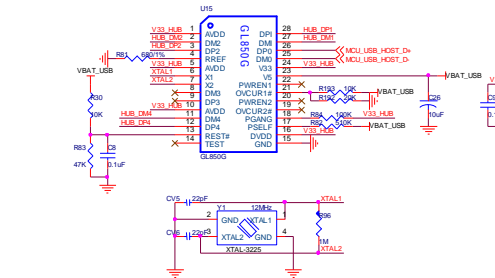 U15
V33_HUB 1 AVDD DPI 28 HUB_DP1
HUB_DM2 2 DM2 DMI 27 HUB_DM1
HUB_DP2 3 DP2 DP0 26 MCU_USB_HOST_D+
R81 680/1% 4 RREF DM0 25 MCU_USB_HOST_D-
V33_HUB 5 AVDD V33 24 V33_HUB
XTAL1 6 X1 V5 23 VBAT_USB
XTAL2 7 X2 PWREN1 22
8 DM3 OVCUR1# 21 R193 10K
9 DP3 PWREN2 20 R192 10K
V33_HUB 10 AVDD OVCUR2# 19
HUB_DM4 11 DM4 PGANG 18 R84 100K V33_HUB
HUB_DP4 12 DP4 PSELF 17 R82 510K VBAT_USB
13 REST# DVDD 16 V33_HUB
14 TEST GND 15
GL850G
GL850G
VBAT_USB
10K
R83
47K
C8
0.1uF
C26
10uF
CV5 22pF XTAL1
Y1 12MHz
2 GND XTAL1 1
CV6 22pF 3 XTAL2 GND 4
1M
XTAL-3225 XTAL2